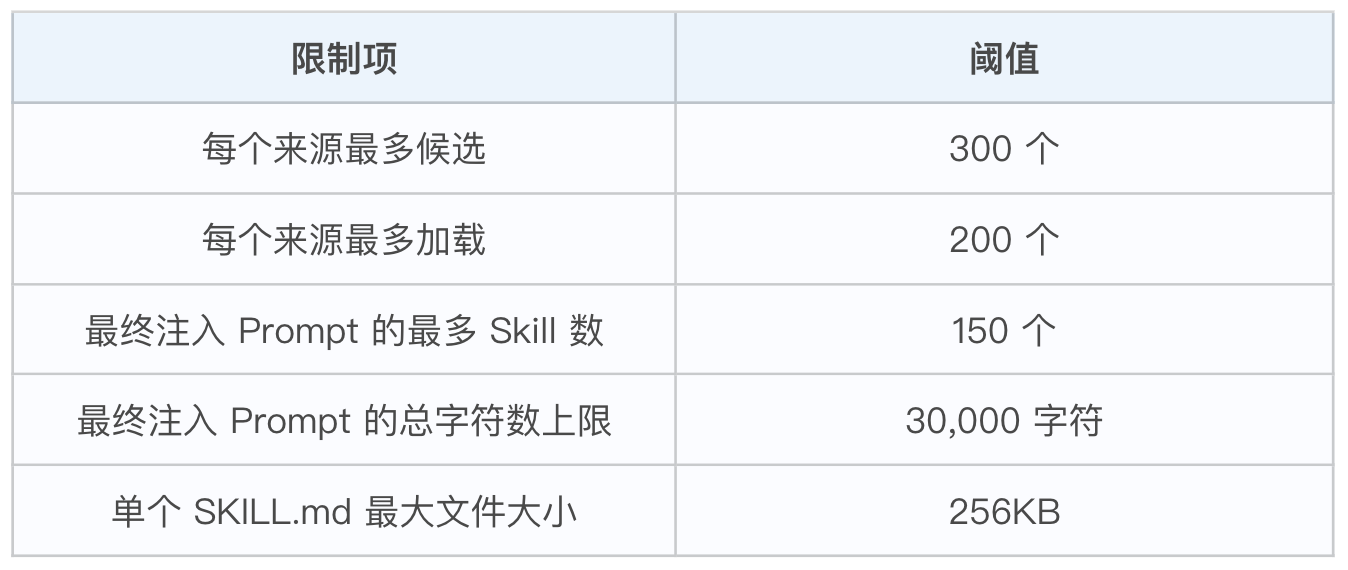 限制项 阈值
每个来源最多候选 300 个
每个来源最多加载 200 个
最终注入 Prompt 的最多 Skill 数 150 个
最终注入 Prompt 的总字符数上限 30,000 字符
单个 SKILL.md 最大文件大小 256KB